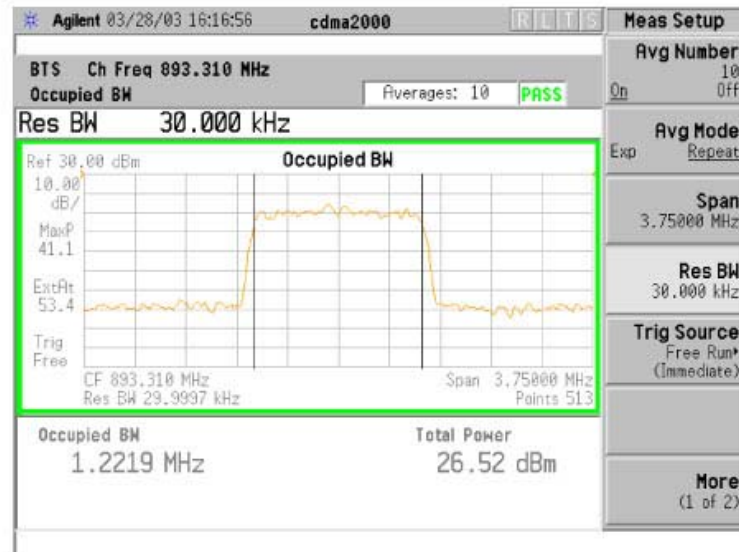 Agilent 03/28/03 16:16:56 cdma2000 R L T S
BTS Ch Freq 893.310 MHz
Occupied BW Averages: 10 PASS
Res BW 30.000 kHz
Ref 30.00 dBm Occupied BW
10.00
dB/
MaxP
41.1
ExtAt
53.4
Trig
Free
CF 893.310 MHz Span 3.75000 MHz
Res BW 29.9997 kHz Points 513
Occupied BW Total Power
1.2219 MHz 26.52 dBm
Meas Setup
Avg Number
10
On Off
Avg Mode
Exp Repeat
Span
3.75000 MHz
Res BW
30.000 kHz
Trig Source
Free Run
(Immediate)
More
(1 of 2)